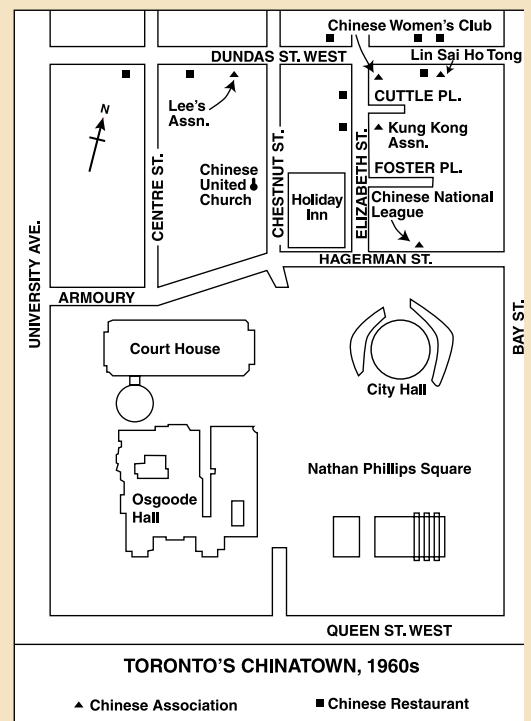 Chinese Women's Club
DUNDAS ST. WEST
Lin Sai Ho Tong
Lee's
Assn.
CUTTLE PL.
N
Kung Kong
Assn.
FOSTER PL.
Chinese
United
Church
CENTRE ST.
CHESTNUT ST.
Holiday
Inn
ELIZABETH ST.
Chinese National
League
HAGERMAN ST.
UNIVERSITY AVE.
ARMOURY
BAY ST.
Court House
City Hall
Osgoode
Hall
Nathan Phillips Square
QUEEN ST. WEST
TORONTO'S CHINATOWN, 1960s
Chinese Association
Chinese Restaurant